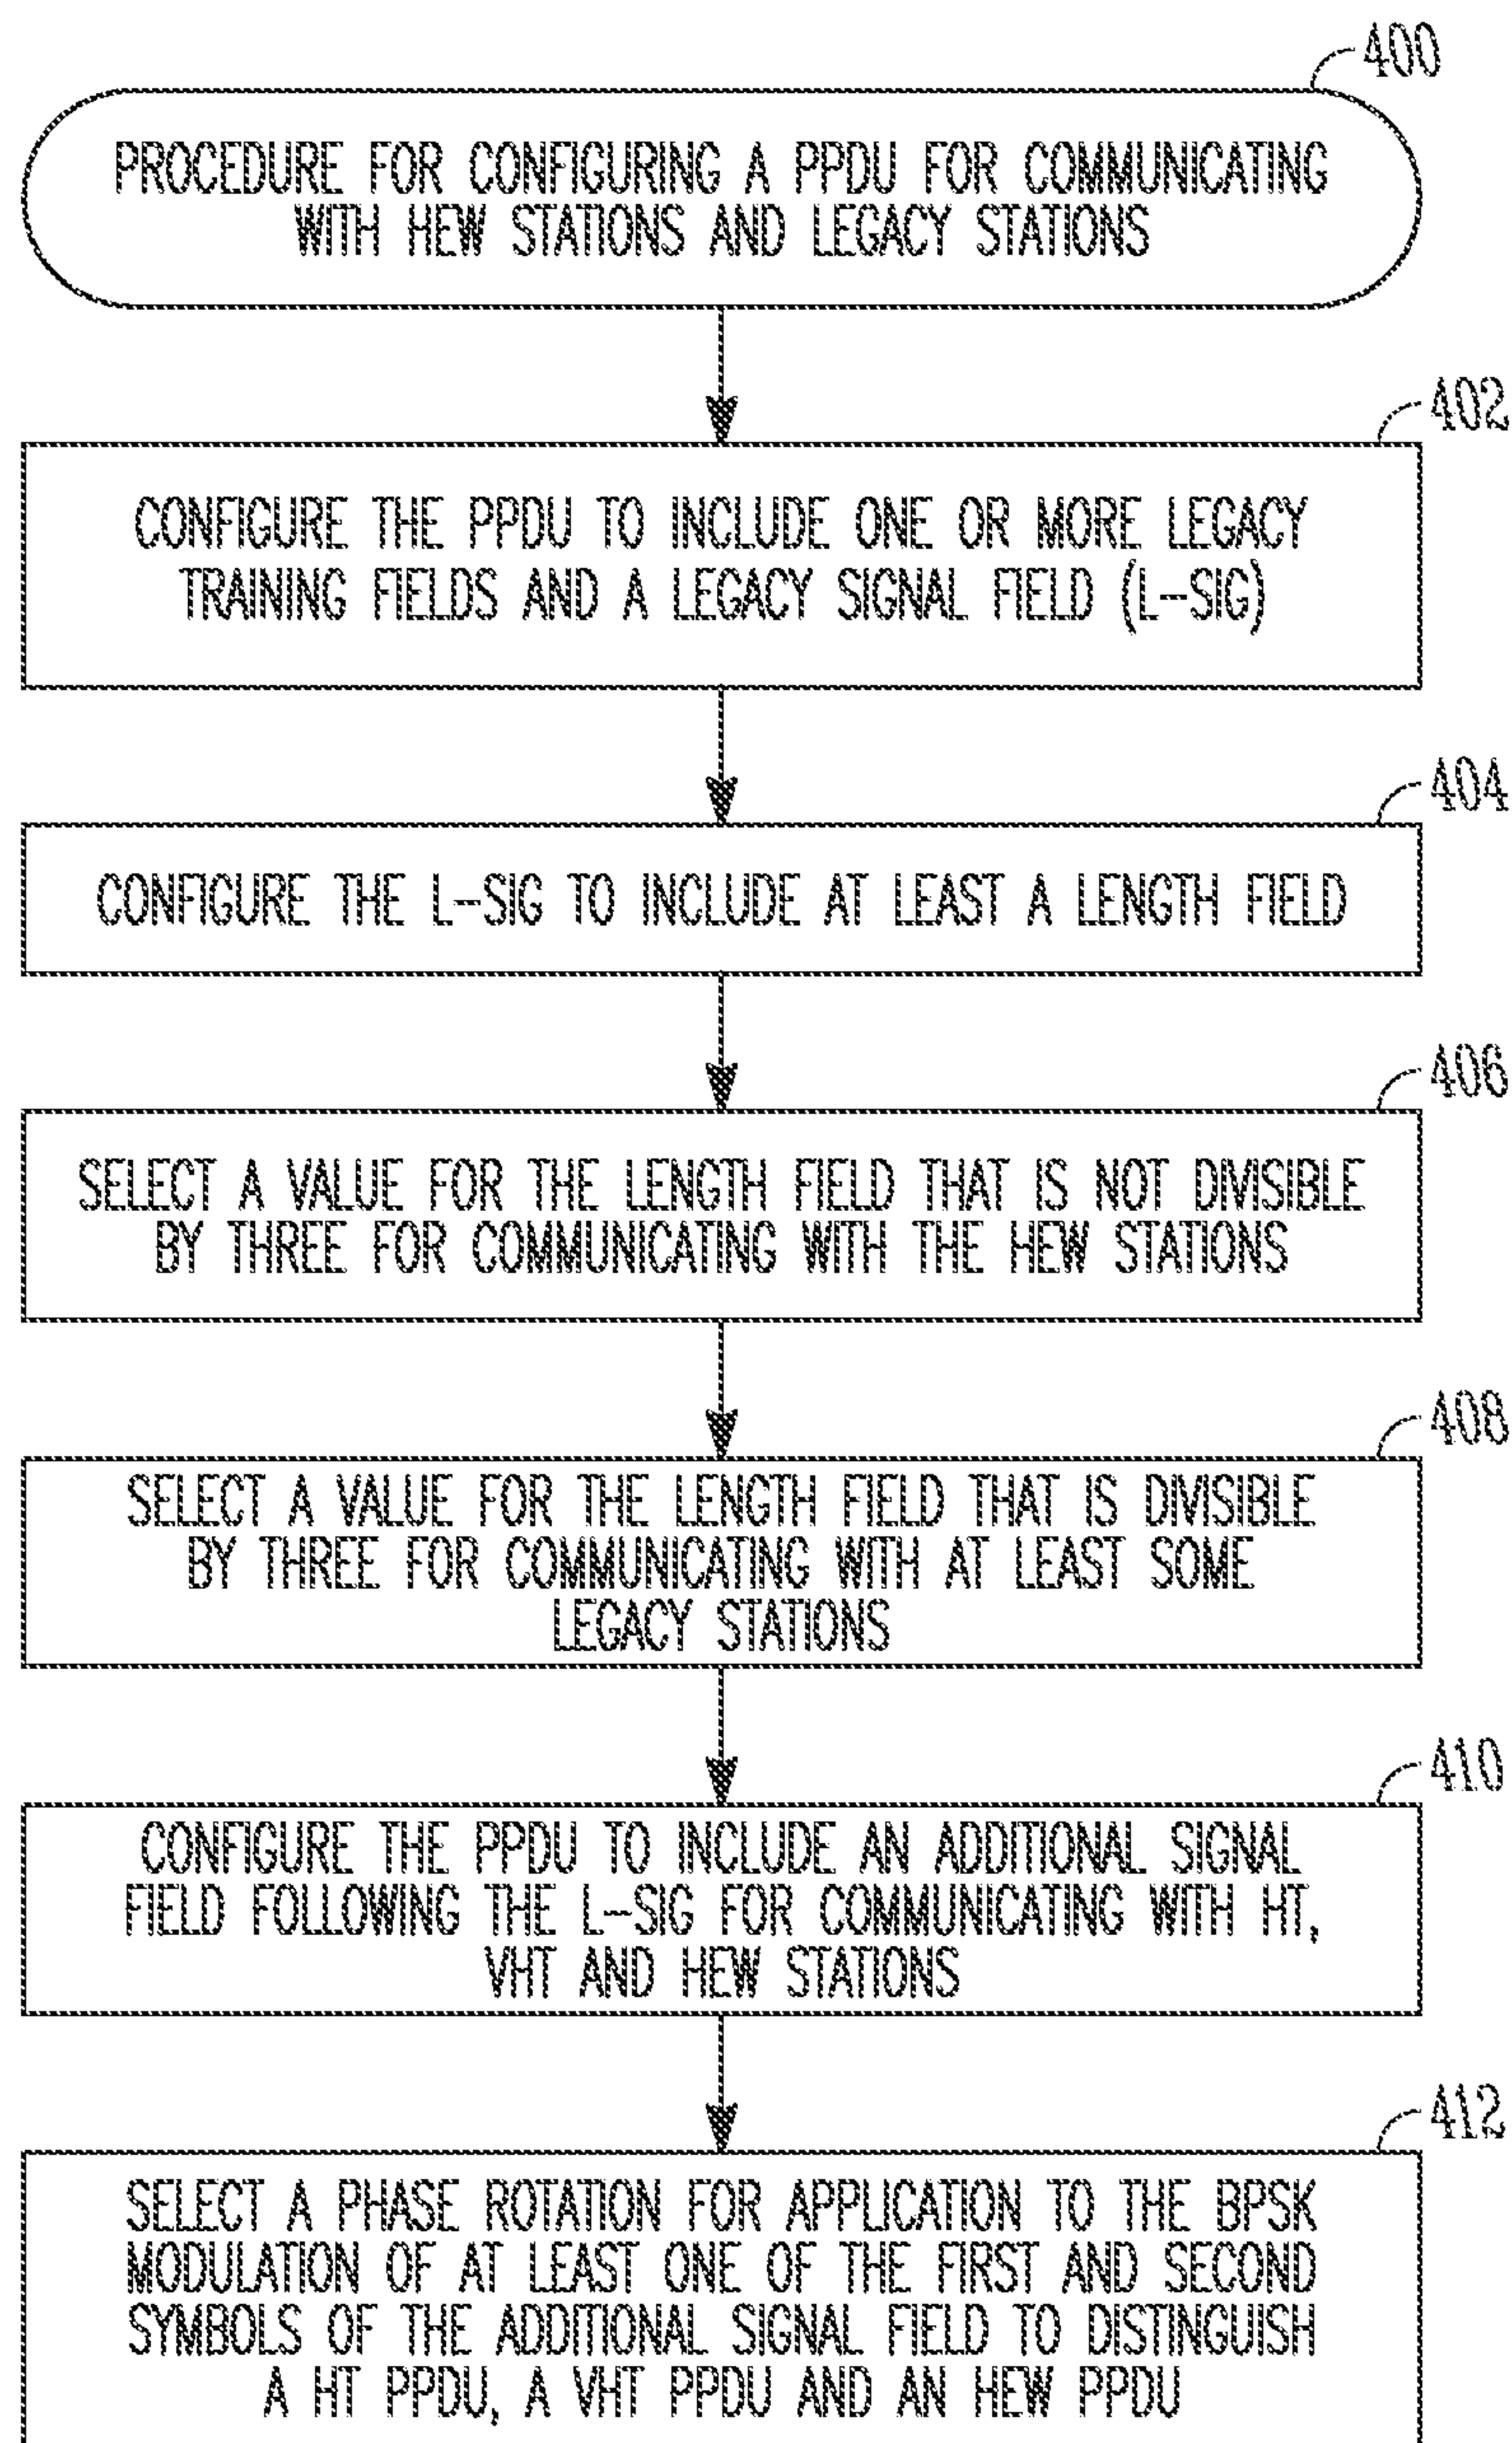 400
PROCEDURE FOR CONFIGURING A PPDU FOR COMMUNICATING
WITH HEW STATIONS AND LEGACY STATIONS
402
CONFIGURE THE PPDU TO INCLUDE ONE OR MORE LEGACY
TRAINING FIELDS AND A LEGACY SIGNAL FIELD (L-SIG)
404
CONFIGURE THE L-SIG TO INCLUDE AT LEAST A LENGTH FIELD
406
SELECT A VALUE FOR THE LENGTH FIELD THAT IS NOT DIVISIBLE
BY THREE FOR COMMUNICATING WITH THE HEW STATIONS
408
SELECT A VALUE FOR THE LENGTH FIELD THAT IS DIVISIBLE
BY THREE FOR COMMUNICATING WITH AT LEAST SOME
LEGACY STATIONS
410
CONFIGURE THE PPDU TO INCLUDE AN ADDITIONAL SIGNAL
FIELD FOLLOWING THE L-SIG FOR COMMUNICATING WITH HT,
VHT AND HEW STATIONS
412
SELECT A PHASE ROTATION FOR APPLICATION TO THE BPSK
MODULATION OF AT LEAST ONE OF THE FIRST AND SECOND
SYMBOLS OF THE ADDITIONAL SIGNAL FIELD TO DISTINGUISH
A HT PPDU, A VHT PPDU AND AN HEW PPDU